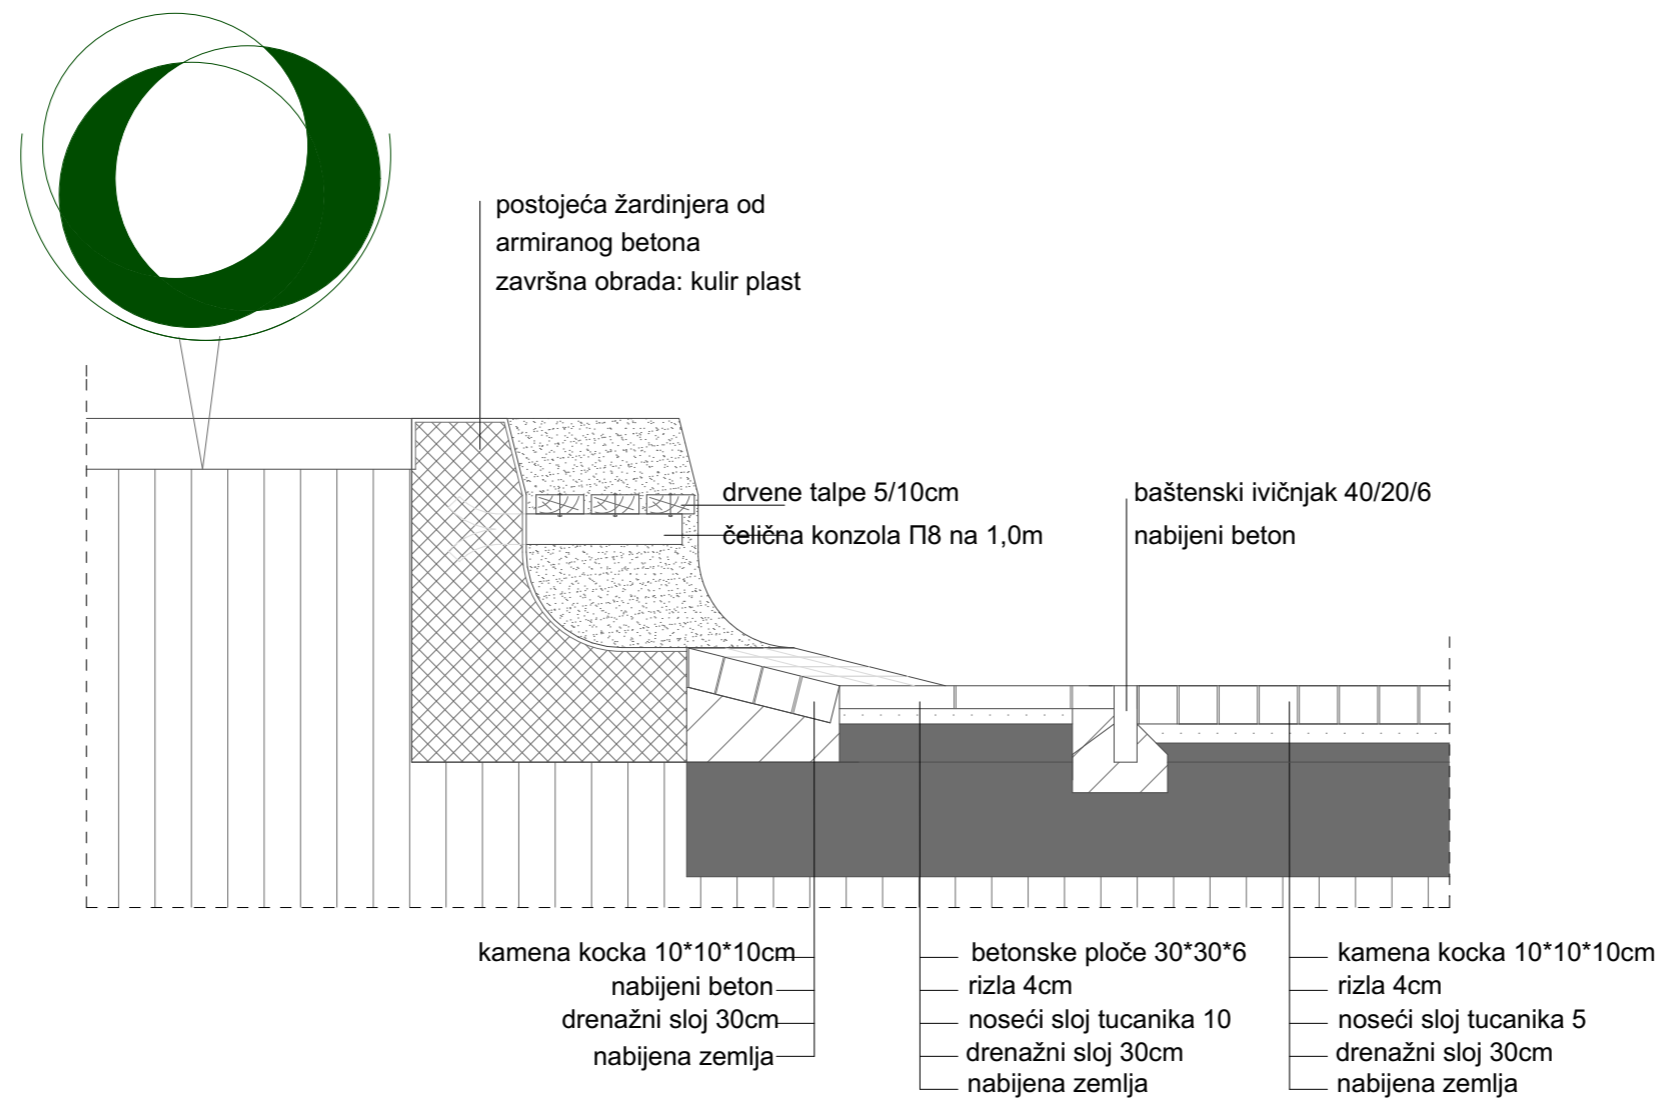 postojeća žardinjera od
armiranog betona
završna obrada: kulir plast
drvene talpe 5/10cm
čelična konzola П8 na 1,0m
baštenski ivičnjak 40/20/6
nabijeni beton
kamena kocka 10*10*10cm
nabijeni beton
drenažni sloj 30cm
nabijena zemlja
betonske ploče 30*30*6
rizla 4cm
noseći sloj tucanika 10
drenažni sloj 30cm
nabijena zemlja
kamena kocka 10*10*10cm
rizla 4cm
noseći sloj tucanika 5
drenažni sloj 30cm
nabijena zemlja